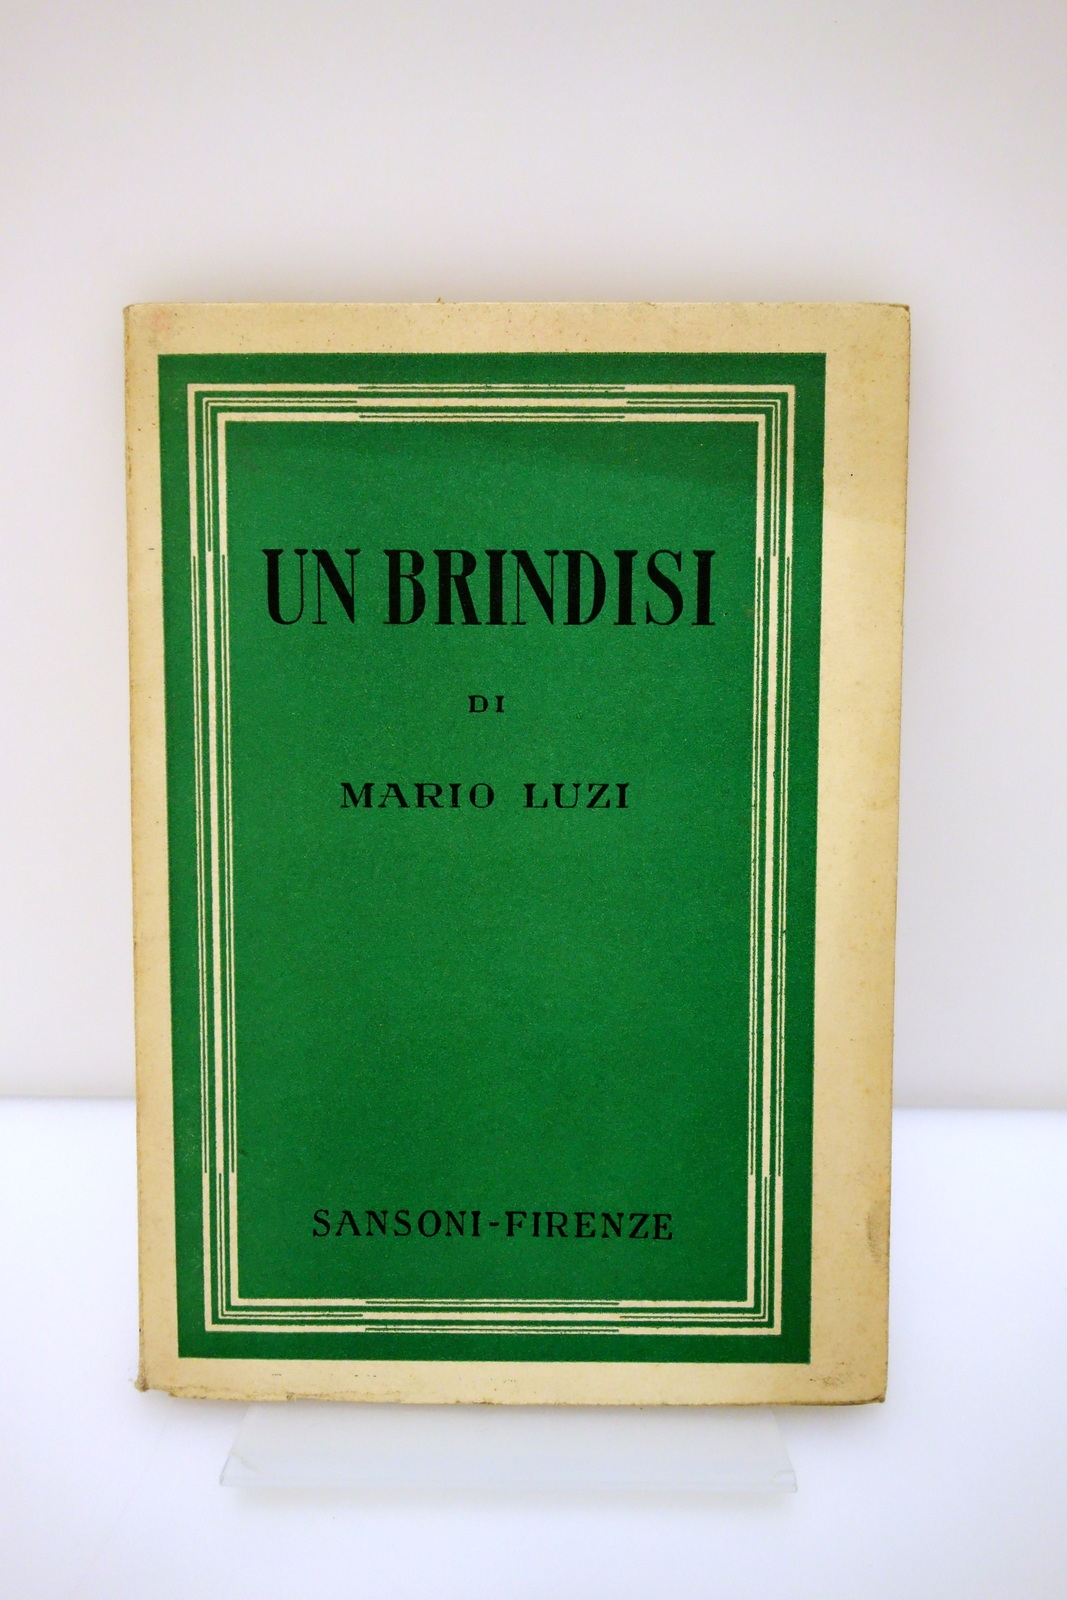 UN BRINDISI
DI
MARIO LUZI
SANSONI-FIRENZE